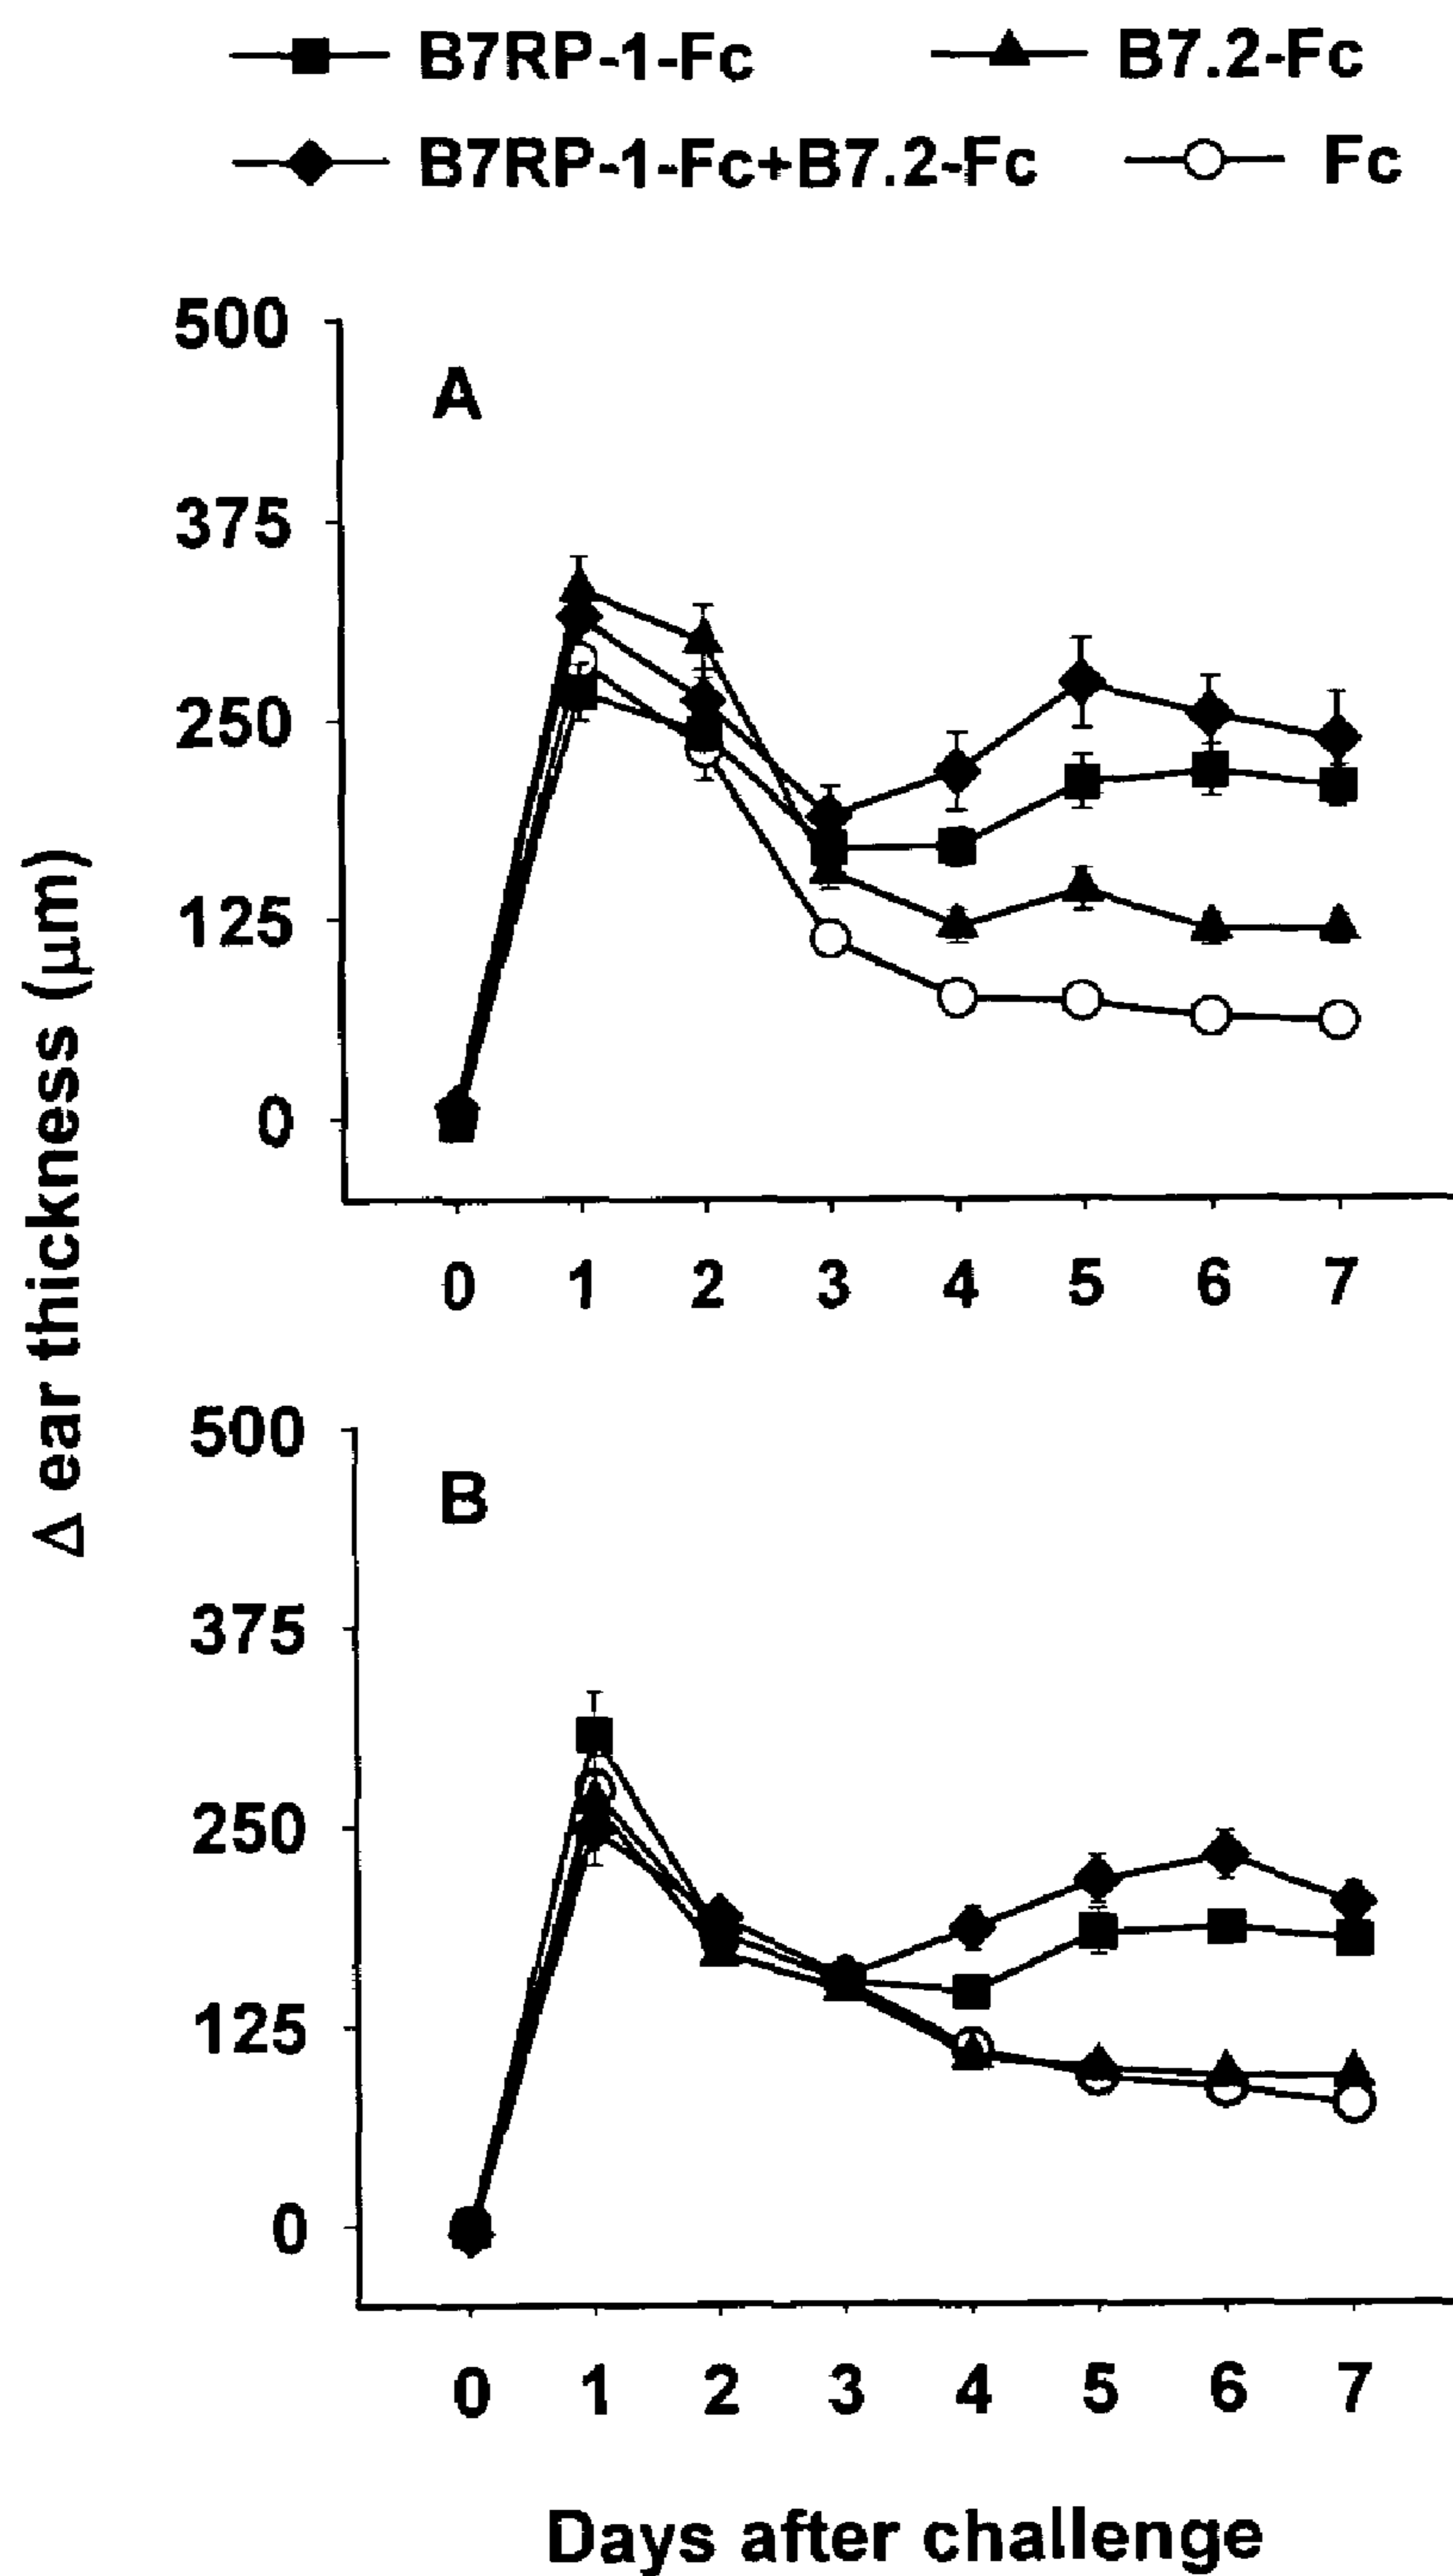 B7RP-1-Fc B7.2-Fc
B7RP-1-Fc+B7.2-Fc Fc
Δ ear thickness (μm)
A
500
375
250
125
0
0 1 2 3 4 5 6 7
B
500
375
250
125
0
0 1 2 3 4 5 6 7
Days after challenge